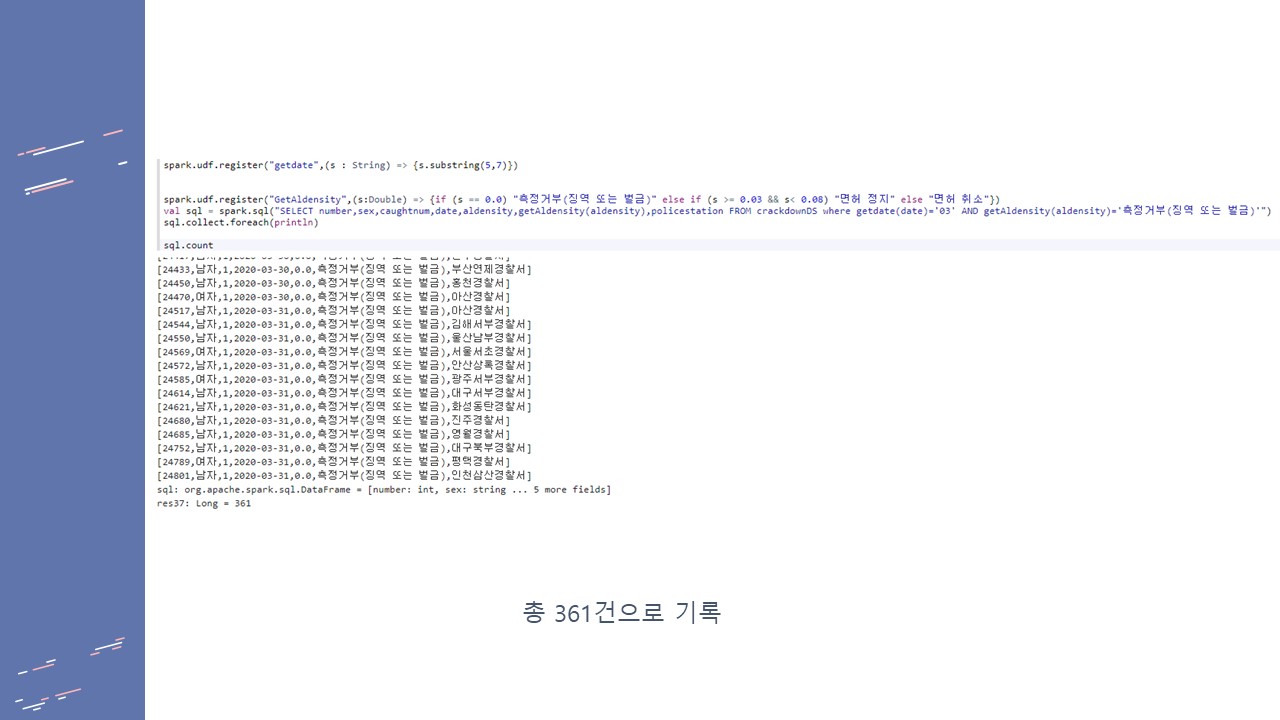 spark.udf.register("getdate",(s : String) => {s.substring(5,7)})
spark.udf.register("GetAldensity",(s:Double) => {if (s == 0.0) "측정거부(징역 또는 벌금)" else if (s >= 0.03 && s< 0.08) "면허 정지" else "면허 취소"})
val sql = spark.sql("SELECT number,sex,caughtnum,date,aldensity,getAldensity(aldensity),policestation FROM crackdownDS where getdate(date)='03' AND getAldensity(aldensity)='측정거부(징역 또는 벌금)'")
sql.collect.foreach(println)
sql.count
[24433,남자,1,2020-03-30,0.0,측정거부(징역 또는 벌금),부산연제경찰서]
[24450,남자,1,2020-03-30,0.0,측정거부(징역 또는 벌금),홍천경찰서]
[24470,여자,1,2020-03-30,0.0,측정거부(징역 또는 벌금),마산경찰서]
[24517,남자,1,2020-03-31,0.0,측정거부(징역 또는 벌금),마산경찰서]
[24544,남자,1,2020-03-31,0.0,측정거부(징역 또는 벌금),김해서부경찰서]
[24550,남자,1,2020-03-31,0.0,측정거부(징역 또는 벌금),울산남부경찰서]
[24569,여자,1,2020-03-31,0.0,측정거부(징역 또는 벌금),서울서초경찰서]
[24572,남자,1,2020-03-31,0.0,측정거부(징역 또는 벌금),안산상록경찰서]
[24585,여자,1,2020-03-31,0.0,측정거부(징역 또는 벌금),광주서부경찰서]
[24614,남자,1,2020-03-31,0.0,측정거부(징역 또는 벌금),대구서부경찰서]
[24621,남자,1,2020-03-31,0.0,측정거부(징역 또는 벌금),화성동탄경찰서]
[24680,남자,1,2020-03-31,0.0,측정거부(징역 또는 벌금),진주경찰서]
[24685,남자,1,2020-03-31,0.0,측정거부(징역 또는 벌금),영월경찰서]
[24752,남자,1,2020-03-31,0.0,측정거부(징역 또는 벌금),대구북부경찰서]
[24789,여자,1,2020-03-31,0.0,측정거부(징역 또는 벌금),평택경찰서]
[24801,남자,1,2020-03-31,0.0,측정거부(징역 또는 벌금),인천삼산경찰서]
sql: org.apache.spark.sql.DataFrame = [number: int, sex: string ... 5 more fields]
res37: Long = 361
총 361건으로 기록